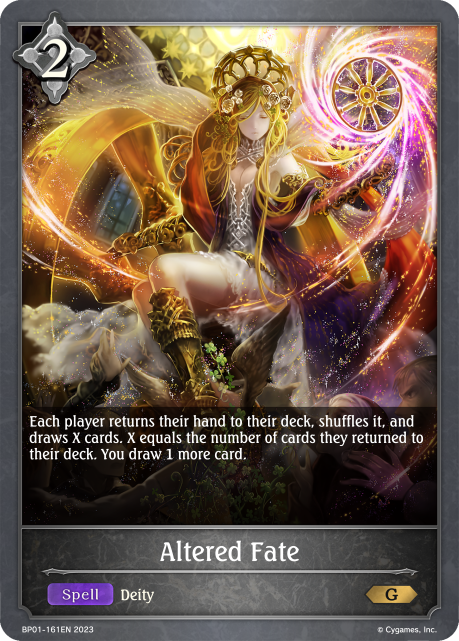 2
Each player returns their hand to their deck, shuffles it, and
draws X cards. X equals the number of cards they returned to
their deck. You draw 1 more card.
Altered Fate
Spell Deity G
BP01-161EN 2023 © Cygames, Inc.